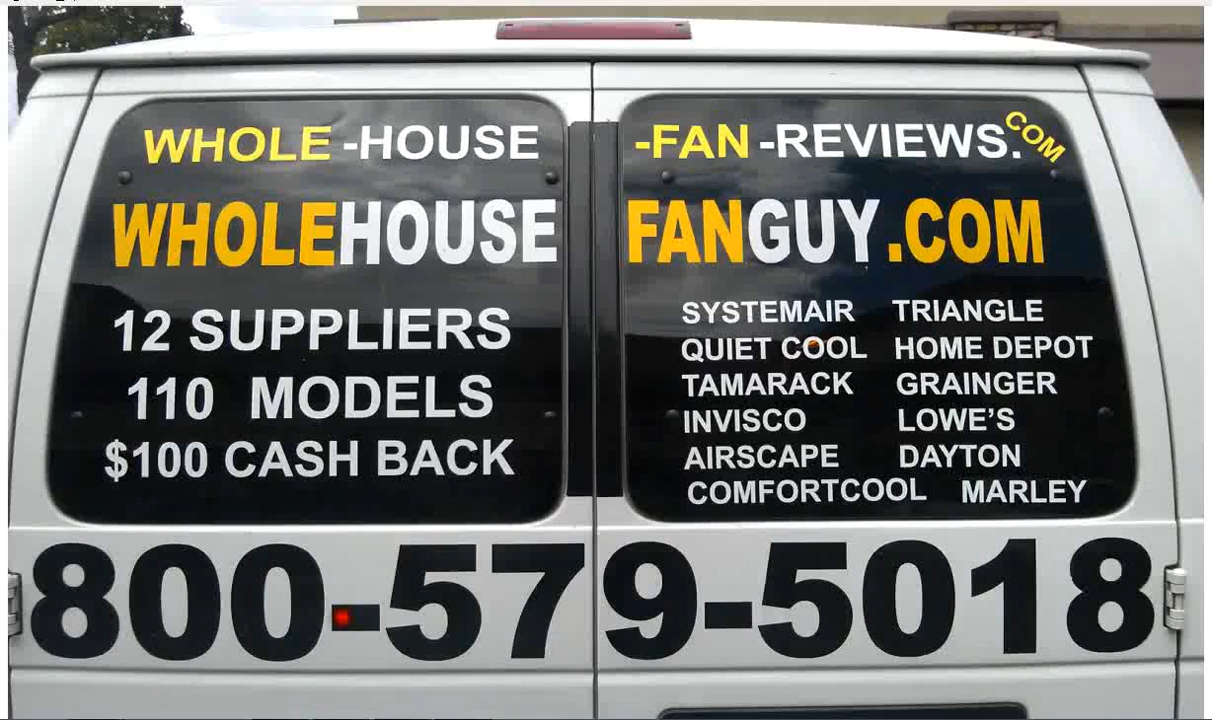 WHOLE -HOUSE -FAN -REVIEWS.COM
WHOLEHOUSE FANGUY.COM
12 SUPPLIERS
110 MODELS
$100 CASH BACK
SYSTEMAIR TRIANGLE
QUIET COOL HOME DEPOT
TAMARACK GRAINGER
INVISCO LOWE'S
AIRSCAPE DAYTON
COMFORTCOOL MARLEY
800-579-5018